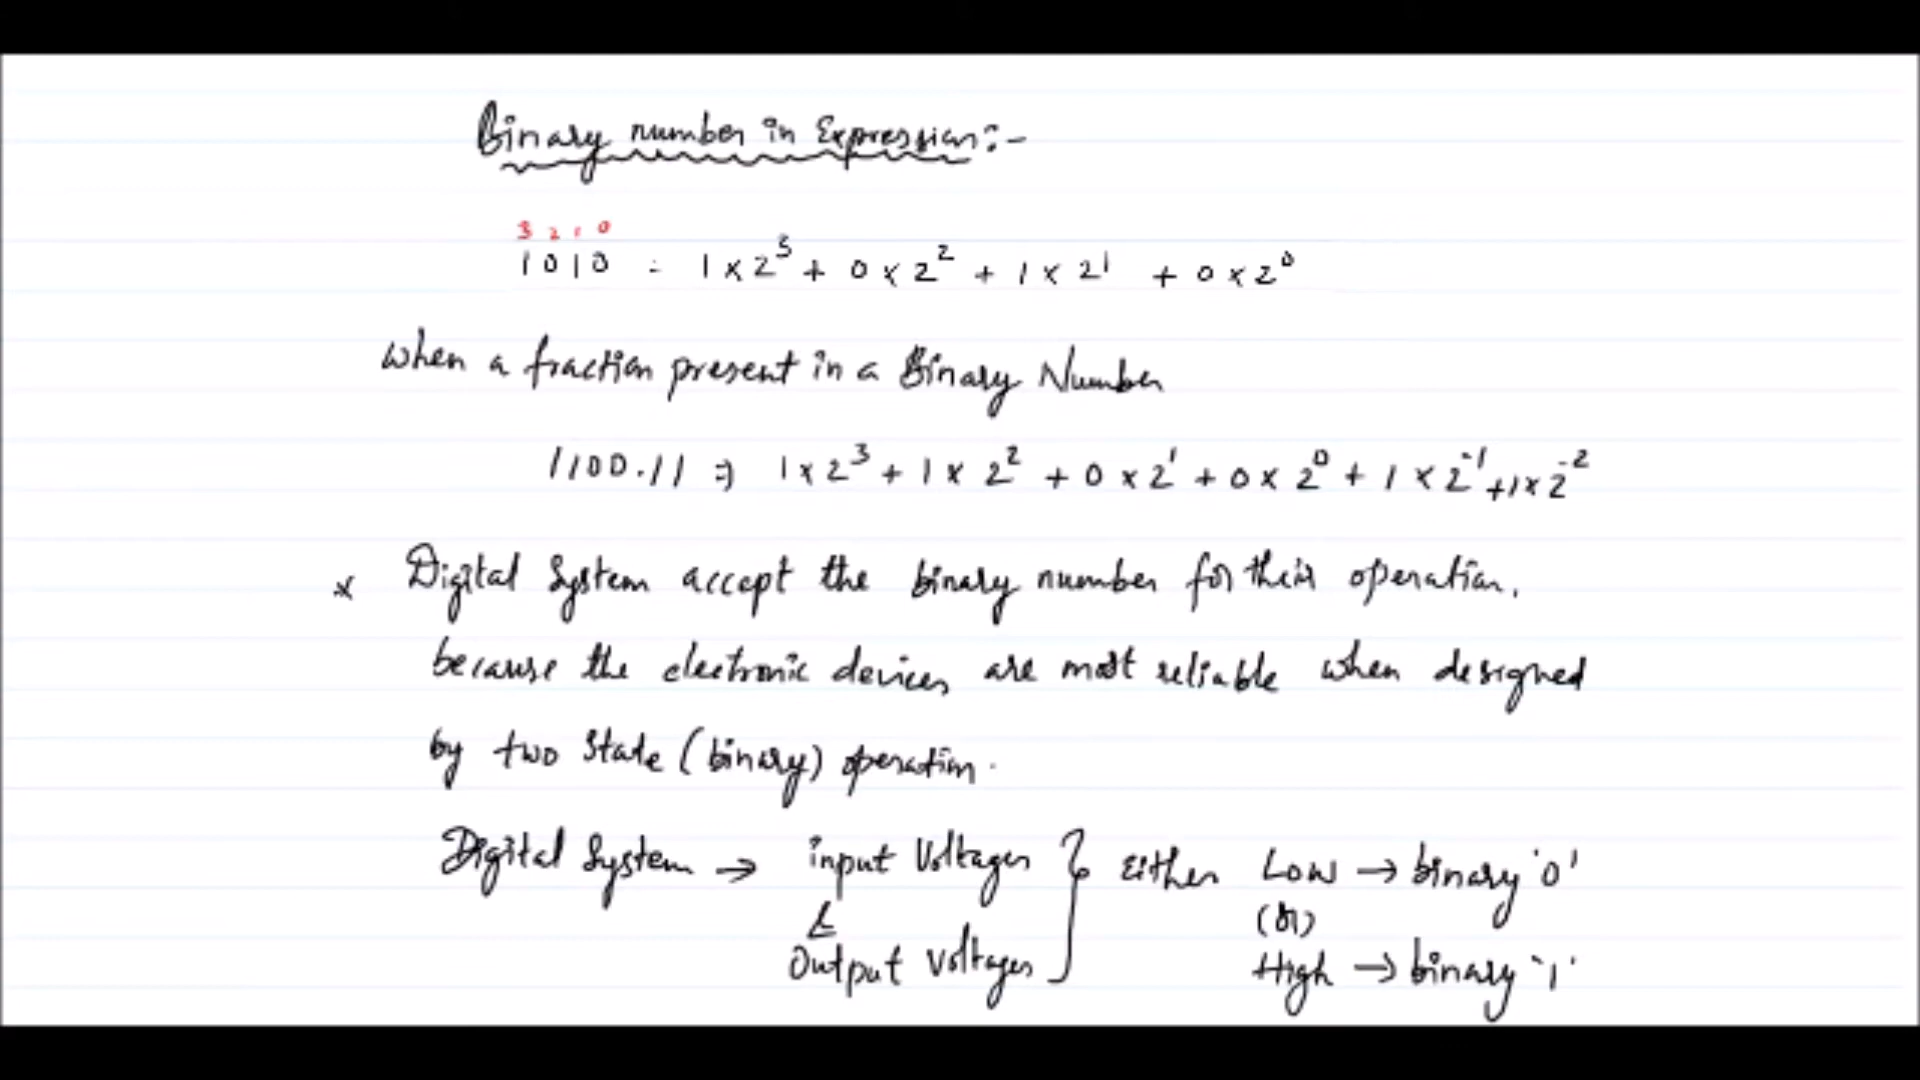 Binary number in Expression:-
3 2 1 0
1010 = 1 x 2³ + 0 x 2² + 1 x 2¹ + 0 x 2⁰
when a fraction present in a Binary Number
1100.11 ⇒ 1 x 2³ + 1 x 2² + 0 x 2¹ + 0 x 2⁰ + 1 x 2⁻¹ + 1 x 2⁻²
* Digital System accept the binary number for their operation.
because the electronic devices are most reliable when designed
by two state (binary) operation.
Digital System → input Voltages } Either Low → binary '0'
& (or)
Output Voltages High → binary '1'